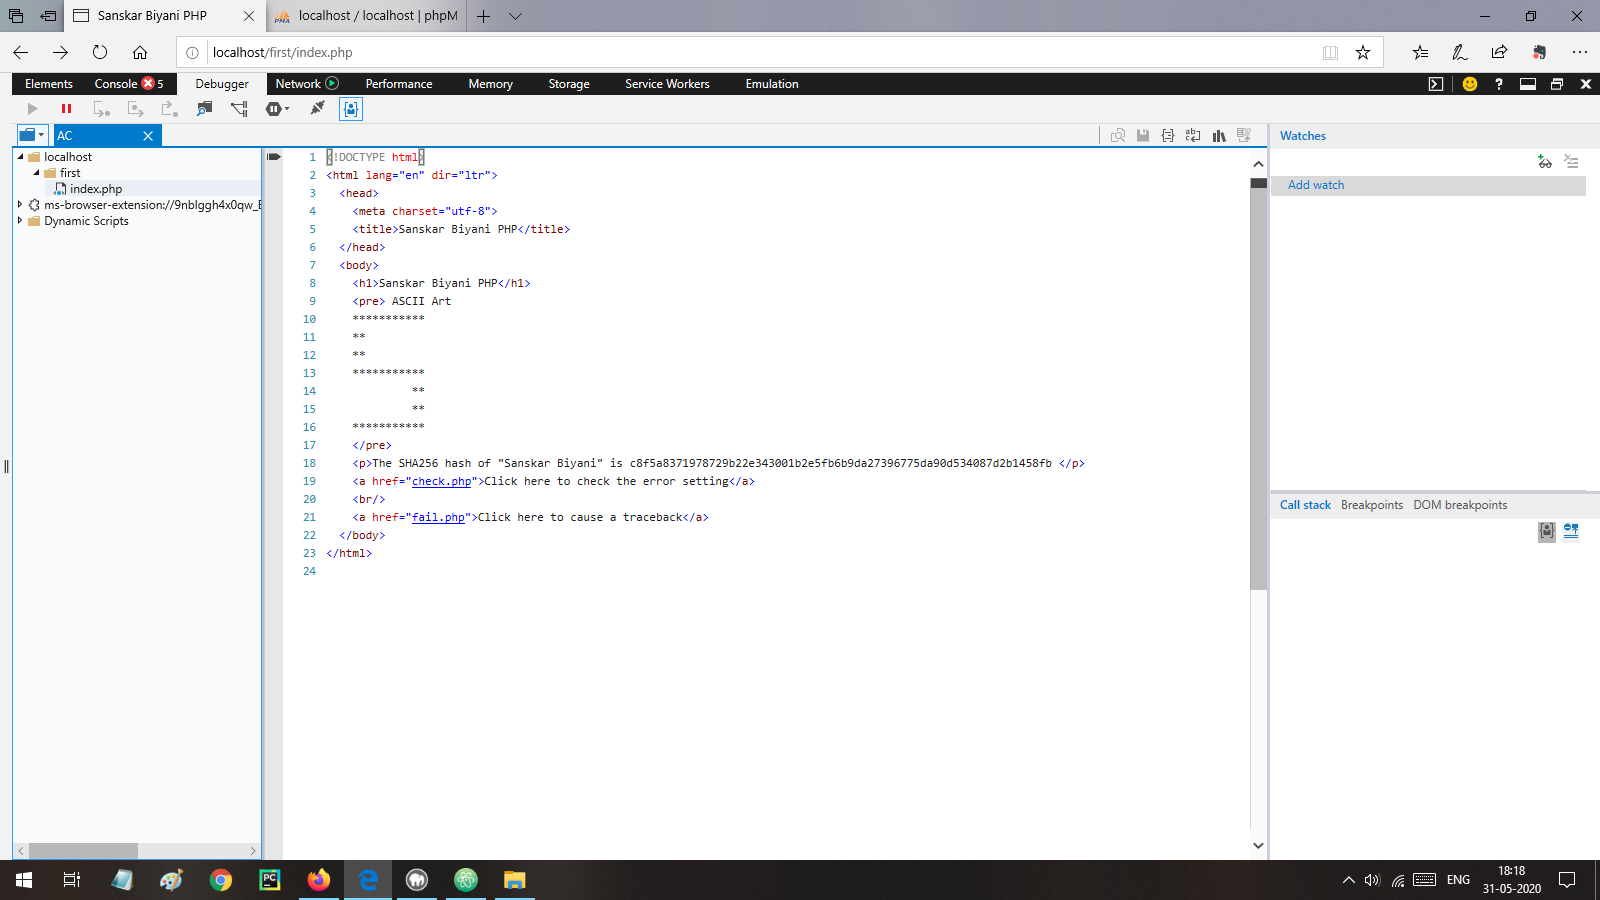 Sanskar Biyani PHP
localhost / localhost | phpM
localhost/first/index.php
Elements Console 5 Debugger Network Performance Memory Storage Service Workers Emulation
AC
Watches
localhost
first
index.php
ms-browser-extension://9nblggh4x0qw_
Dynamic Scripts
1 <!DOCTYPE html>
2 <html lang="en" dir="ltr">
3 <head>
4 <meta charset="utf-8">
5 <title>Sanskar Biyani PHP</title>
6 </head>
7 <body>
8 <h1>Sanskar Biyani PHP</h1>
9 <pre> ASCII Art
10 ***********
11 **
12 **
13 ***********
14 **
15 **
16 ***********
17 </pre>
18 <p>The SHA256 hash of "Sanskar Biyani" is c8f5a8371978729b22e343001b2e5fb6b9da27396775da90d534087d2b1458fb </p>
19 <a href="check.php">Click here to check the error setting</a>
20 <br/>
21 <a href="fail.php">Click here to cause a traceback</a>
22 </body>
23 </html>
24
Add watch
Call stack Breakpoints DOM breakpoints
ENG
18:18
31-05-2020